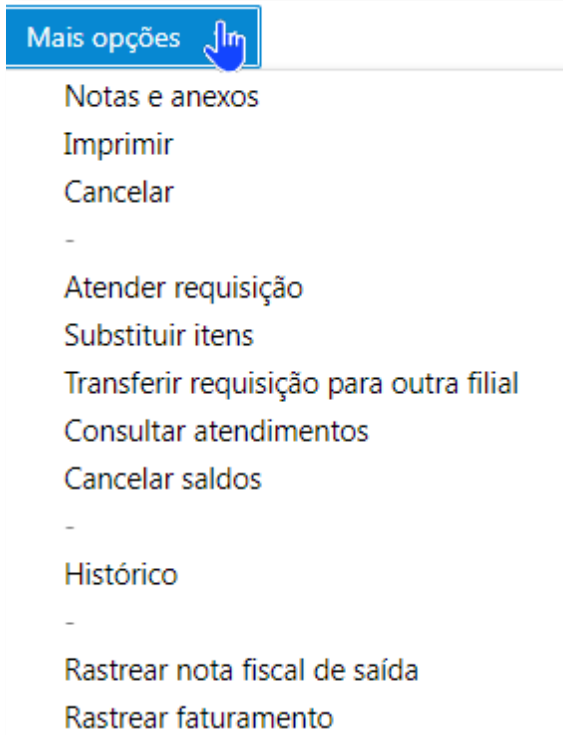 Mais opções
Notas e anexos
Imprimir
Cancelar
-
Atender requisição
Substituir itens
Transferir requisição para outra filial
Consultar atendimentos
Cancelar saldos
-
Histórico
-
Rastrear nota fiscal de saída
Rastrear faturamento